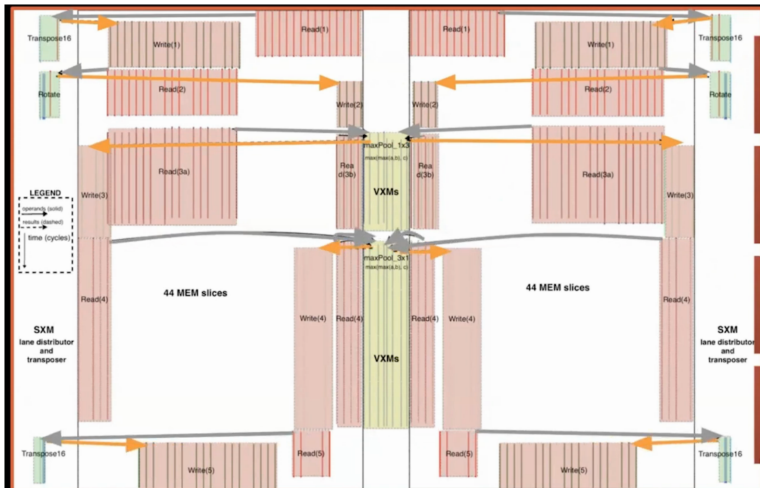 Transpose16
Write(1)
Read(1)
Read(1)
Write(1)
Transpose16
Rotate
Read(2)
Write(2)
Write(2)
Read(2)
Rotate
maxPool_1x3
max(max(a,b), c)
VXMs
Write(3)
Read(3a)
Rea
d(3b)
Rea
d(3b)
Read(3a)
Write(3)
LEGEND
operands (solid)
results (dashed)
time (cycles)
maxPool_3x1
max(max(a,b), c)
VXMs
Read(4)
44 MEM slices
Write(4)
Read(4)
Read(4)
Write(4)
44 MEM slices
Read(4)
SXM
lane distributor
and
transposer
SXM
lane distributor
and
transposer
Transpose16
Write(5)
Read(5)
Read(5)
Write(5)
Transpose16